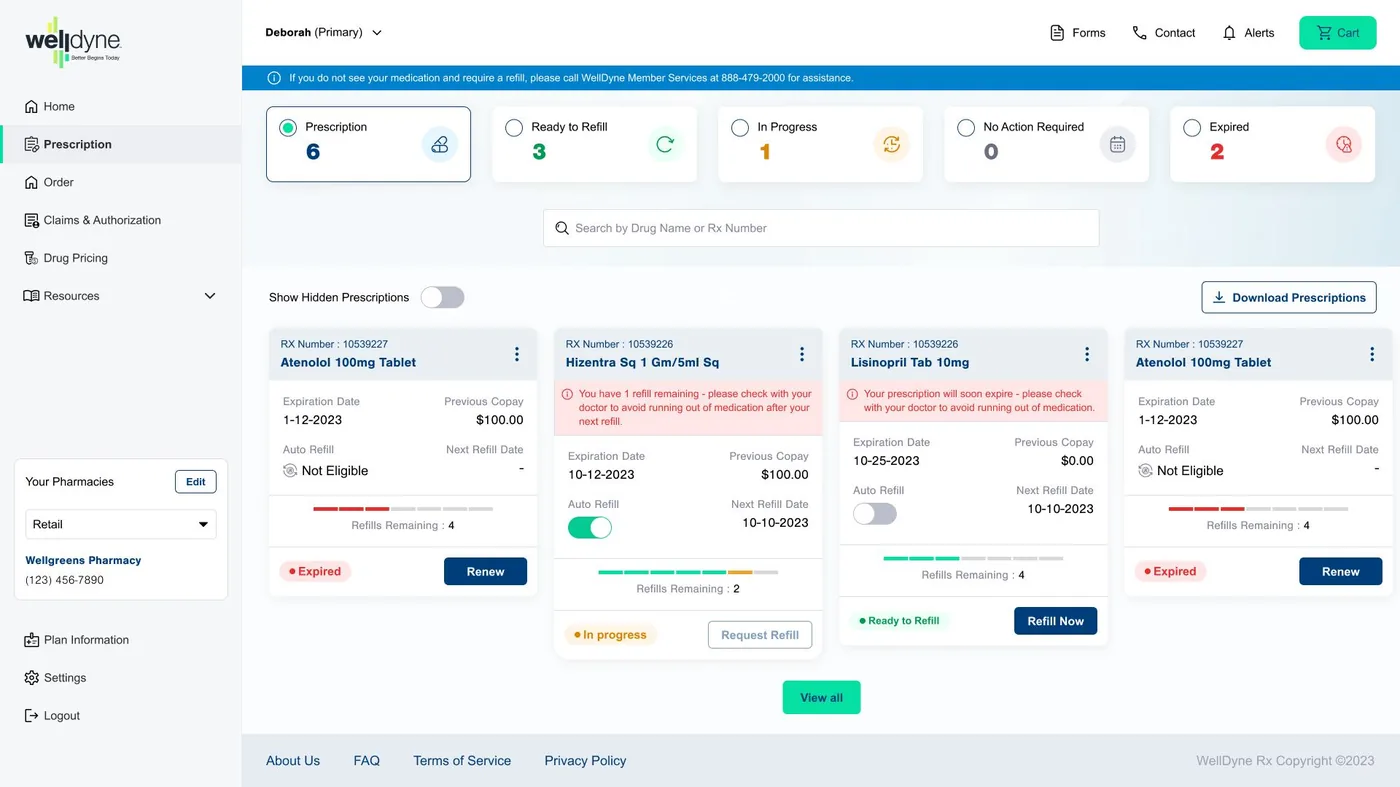 welldyne.
Better Begins Today
Home
Prescription
Order
Claims & Authorization
Drug Pricing
Resources
Your Pharmacies
Edit
Retail
Wellgreens Pharmacy
(123) 456-7890
Plan Information
Settings
Logout
Deborah (Primary)
Forms
Contact
Alerts
Cart
If you do not see your medication and require a refill, please call WellDyne Member Services at 888-479-2000 for assistance.
Prescription
6
Ready to Refill
3
In Progress
1
No Action Required
0
Expired
2
Search by Drug Name or Rx Number
Show Hidden Prescriptions
Download Prescriptions
RX Number : 10539227
Atenolol 100mg Tablet
Expiration Date Previous Copay
1-12-2023 $100.00
Auto Refill Next Refill Date
Not Eligible -
Refills Remaining : 4
Expired
Renew
RX Number : 10539226
Hizentra Sq 1 Gm/5ml Sq
You have 1 refill remaining - please check with your
doctor to avoid running out of medication after your
next refill.
Expiration Date Previous Copay
10-12-2023 $100.00
Auto Refill Next Refill Date
10-10-2023
Refills Remaining : 2
In progress
Request Refill
RX Number : 10539226
Lisinopril Tab 10mg
Your prescription will soon expire - please check
with your doctor to avoid running out of medication.
Expiration Date Previous Copay
10-25-2023 $0.00
Auto Refill Next Refill Date
10-10-2023
Refills Remaining : 4
Ready to Refill
Refill Now
RX Number : 10539227
Atenolol 100mg Tablet
Expiration Date Previous Copay
1-12-2023 $100.00
Auto Refill Next Refill Date
Not Eligible -
Refills Remaining : 4
Expired
Renew
View all
About Us
FAQ
Terms of Service
Privacy Policy
WellDyne Rx Copyright ©2023